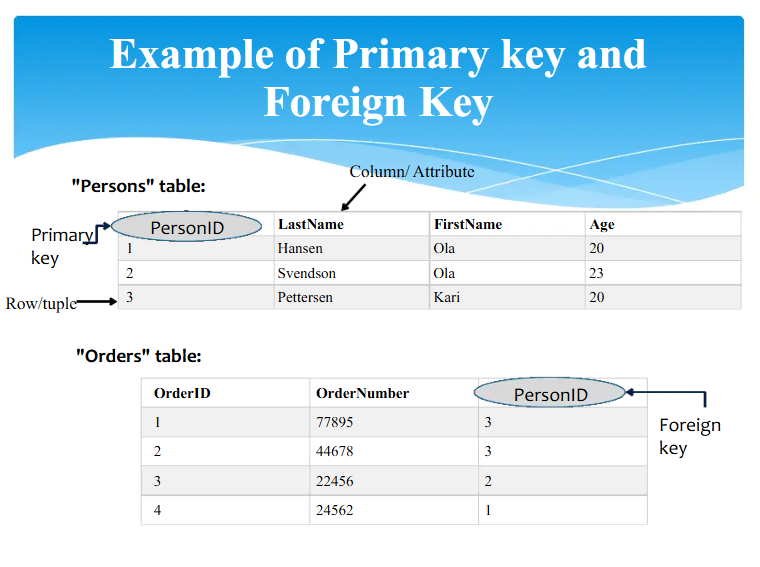 Example of Primary key and
Foreign Key
Column/ Attribute
"Persons" table:
PersonID LastName FirstName Age
Primary
key
1 Hansen Ola 20
2 Svendson Ola 23
Row/tuple
3 Pettersen Kari 20
"Orders" table:
OrderID OrderNumber PersonID
1 77895 3
Foreign
key
2 44678 3
3 22456 2
4 24562 1